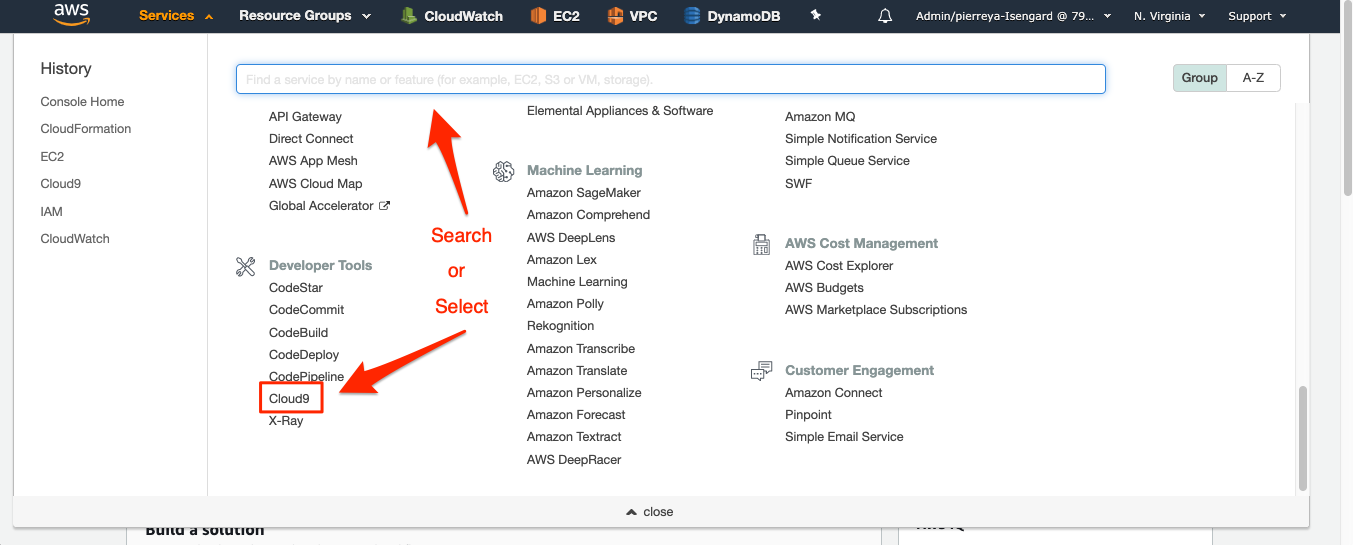 aws
Services
Resource Groups
CloudWatch
EC2
VPC
DynamoDB
Admin/pierreya-Isengard @ 79...
N. Virginia
Support
History
Console Home
CloudFormation
EC2
Cloud9
IAM
CloudWatch
Find a service by name or feature (for example, EC2, S3 or VM, storage).
Group
A-Z
API Gateway
Direct Connect
AWS App Mesh
AWS Cloud Map
Global Accelerator
Developer Tools
CodeStar
CodeCommit
CodeBuild
CodeDeploy
CodePipeline
Cloud9
X-Ray
Search
or
Select
Elemental Appliances & Software
Machine Learning
Amazon SageMaker
Amazon Comprehend
AWS DeepLens
Amazon Lex
Machine Learning
Amazon Polly
Rekognition
Amazon Transcribe
Amazon Translate
Amazon Personalize
Amazon Forecast
Amazon Textract
AWS DeepRacer
Amazon MQ
Simple Notification Service
Simple Queue Service
SWF
AWS Cost Management
AWS Cost Explorer
AWS Budgets
AWS Marketplace Subscriptions
Customer Engagement
Amazon Connect
Pinpoint
Simple Email Service
close
Build a solution